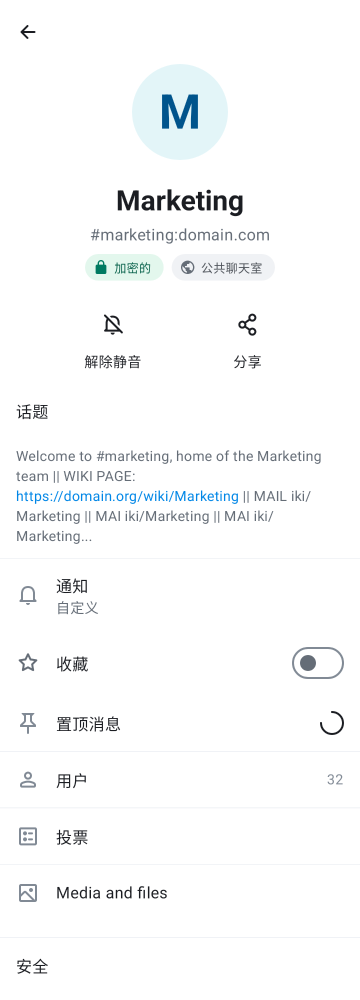 M
Marketing
#marketing:domain.com
加密的 公共聊天室
解除静音 分享
话题
Welcome to #marketing, home of the Marketing
team || WIKI PAGE:
https://domain.org/wiki/Marketing || MAIL iki/
Marketing || MAI iki/Marketing || MAI iki/
Marketing...
通知
自定义
收藏
置顶消息
用户 32
投票
Media and files
安全